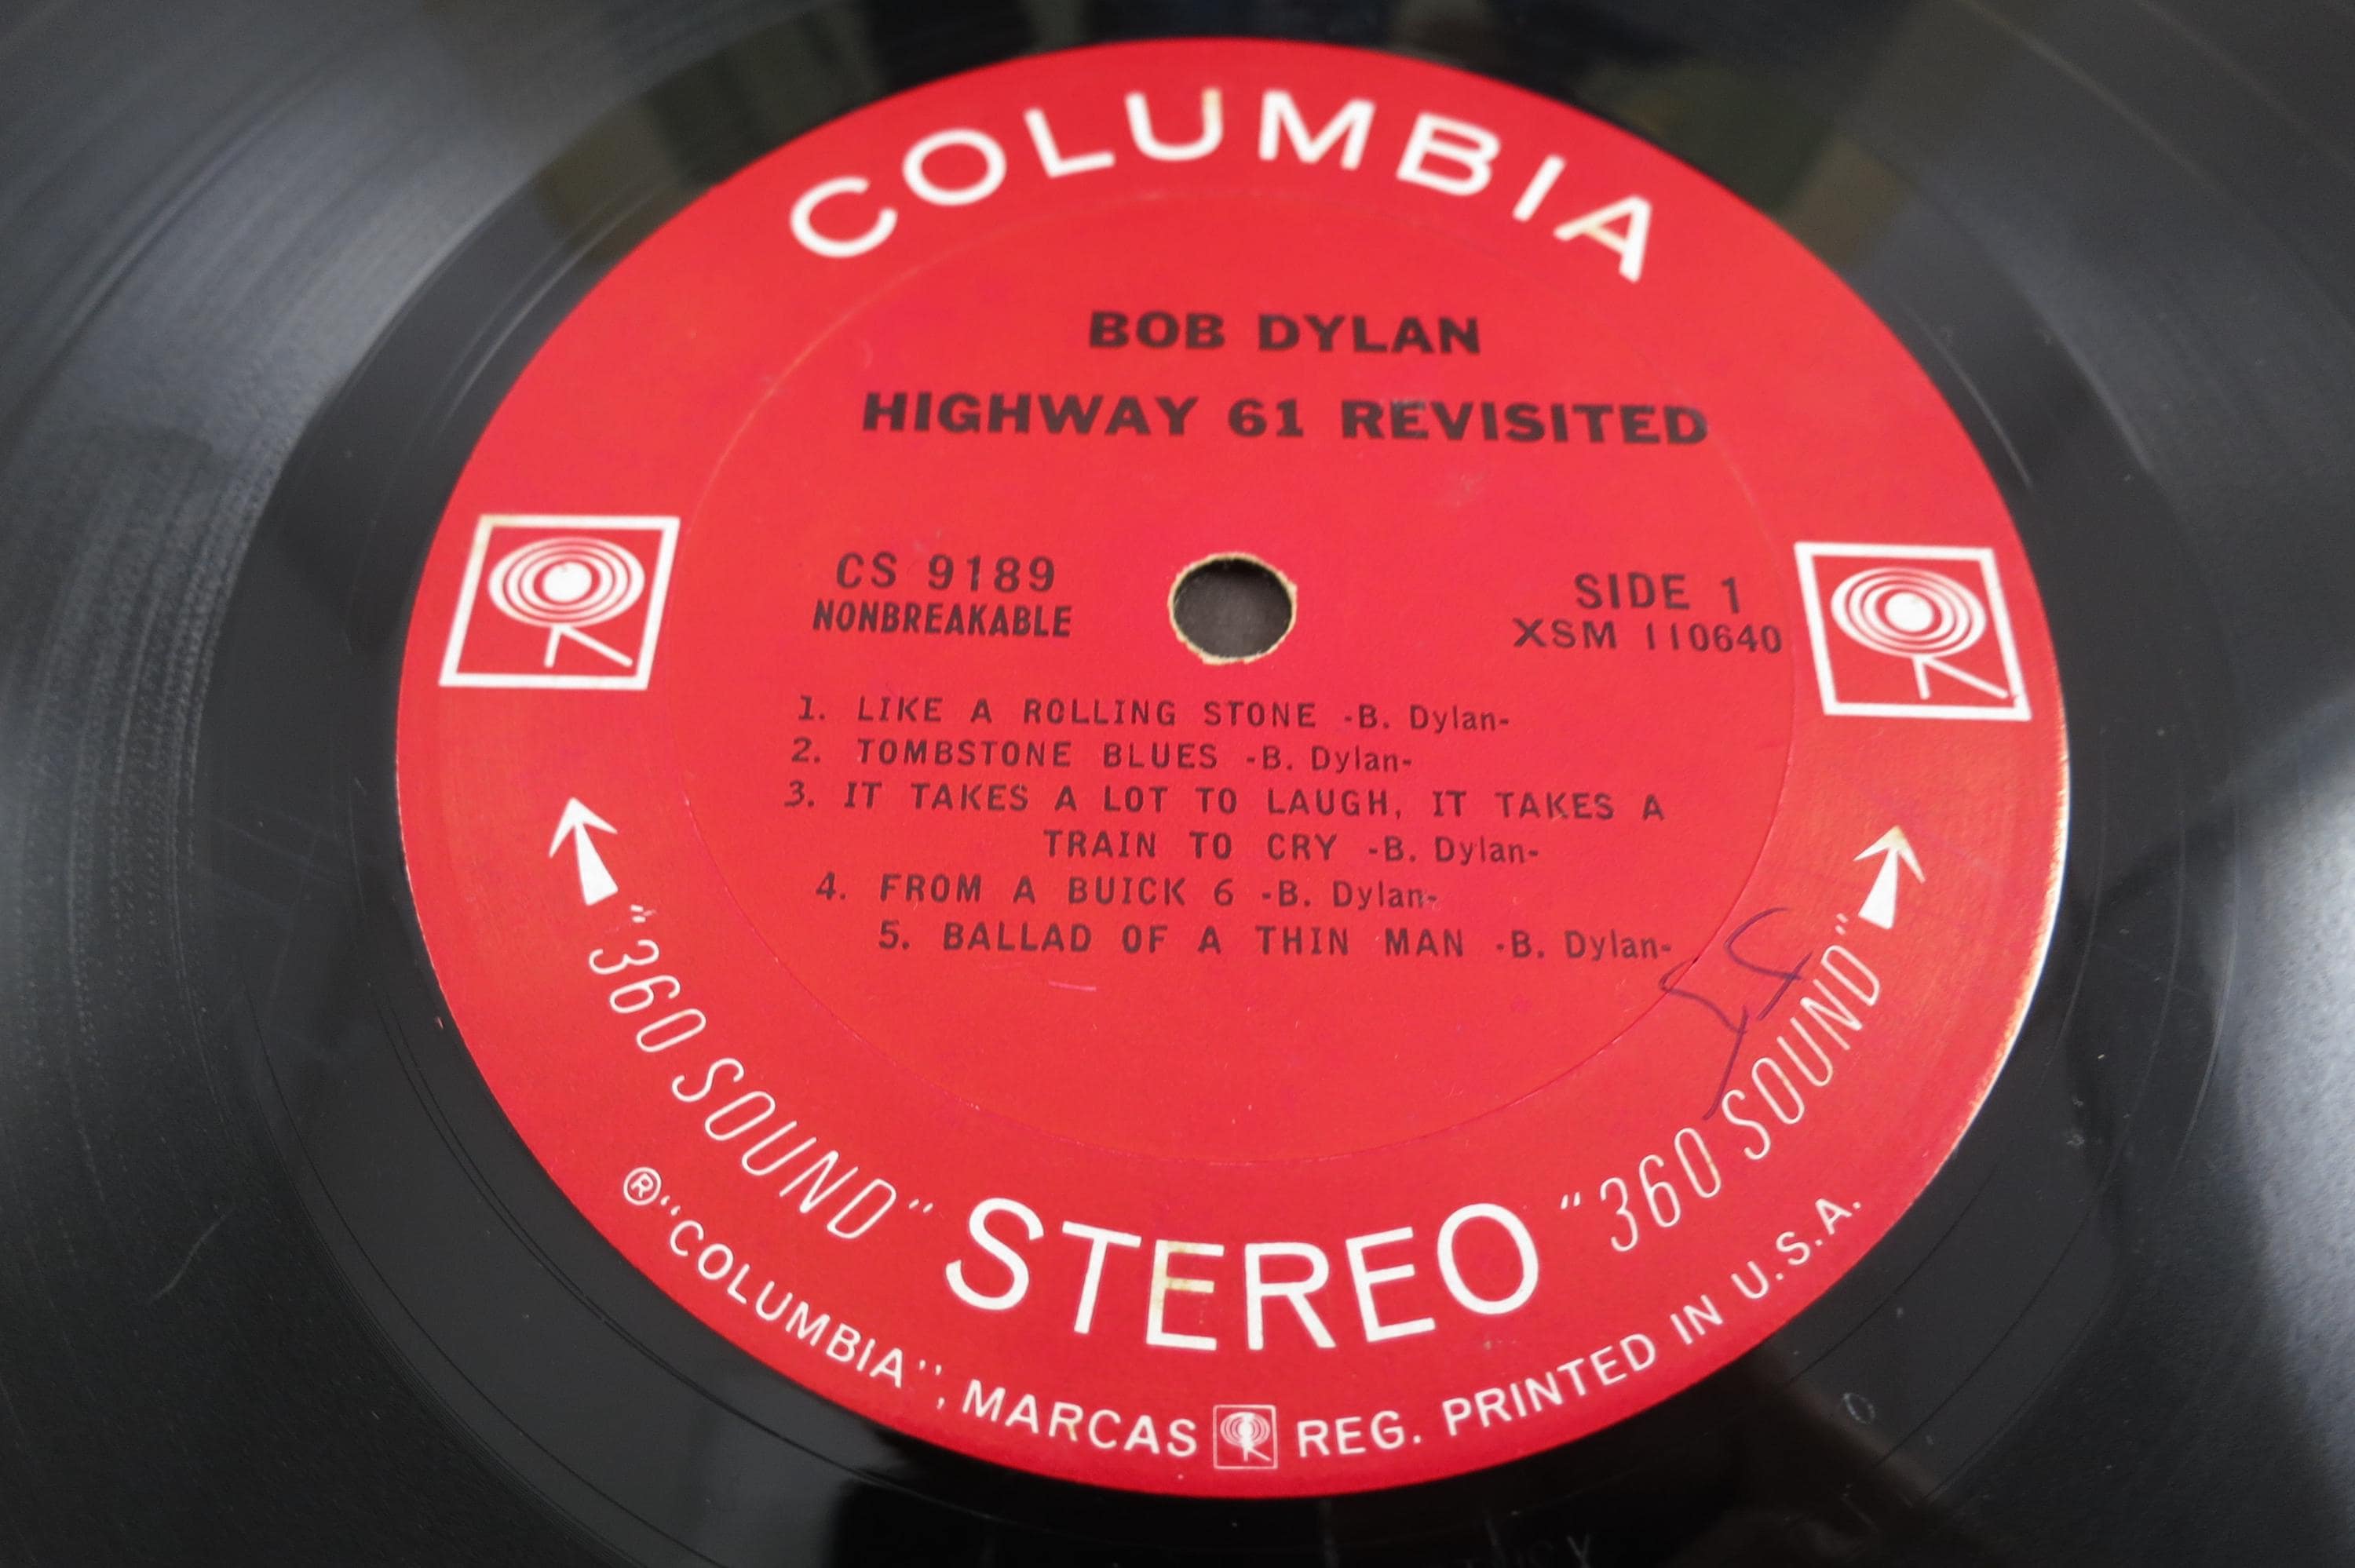 COLUMBIA
BOB DYLAN
HIGHWAY 61 REVISITED
CS 9189
NONBREAKABLE
SIDE 1
XSM 110640
1. LIKE A ROLLING STONE -B. Dylan-
2. TOMBSTONE BLUES -B. Dylan-
3. IT TAKES A LOT TO LAUGH, IT TAKES A
TRAIN TO CRY -B. Dylan-
4. FROM A BUICK 6 -B. Dylan-
5. BALLAD OF A THIN MAN -B. Dylan-
"360 SOUND" STEREO "360 SOUND"
®"COLUMBIA", MARCAS REG. PRINTED IN U.S.A.